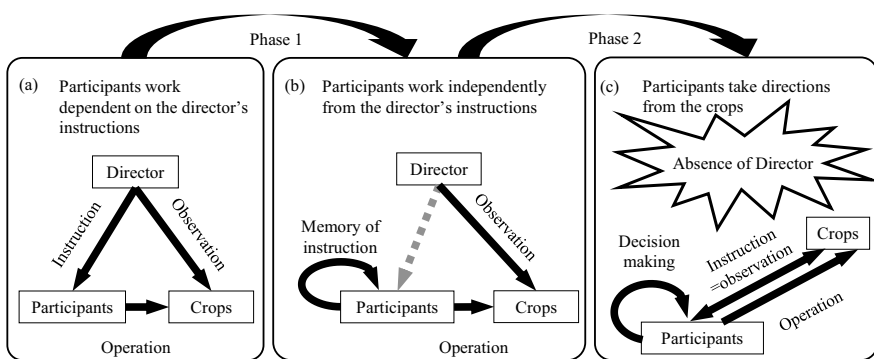 Phase 1
Phase 2
(a) Participants work
dependent on the director's
instructions
Director
Instruction
Observation
Participants
Crops
Operation
(b) Participants work independently
from the director's instructions
Director
Memory of
instruction
Observation
Participants
Crops
Operation
(c) Participants take directions
from the crops
Absence of Director
Crops
Decision
making
Instruction
=observation
Operation
Participants